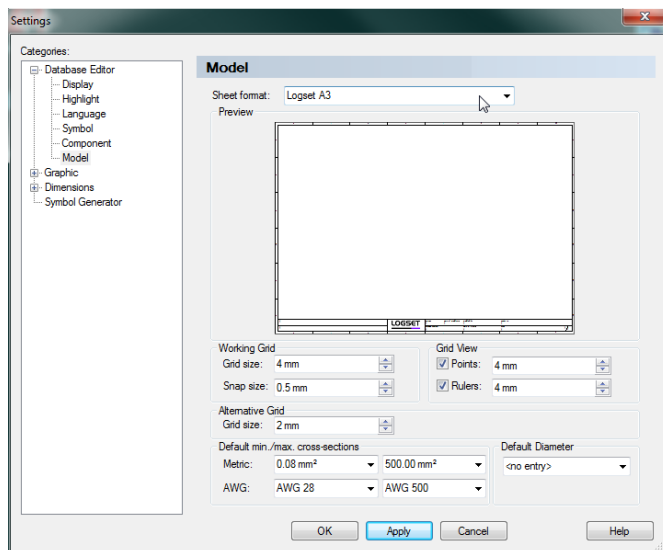 Settings
Categories:
Database Editor
Display
Highlight
Language
Symbol
Component
Model
Graphic
Dimensions
Symbol Generator
Model
Sheet format: Logset A3
Preview
LOGSET
Working Grid
Grid size: 4 mm
Snap size: 0.5 mm
Grid View
Points: 4 mm
Rulers: 4 mm
Alternative Grid
Grid size: 2 mm
Default min./max. cross-sections
Metric: 0.08 mm² 500.00 mm²
AWG: AWG 28 AWG 500
Default Diameter
<no entry>
OK Apply Cancel Help